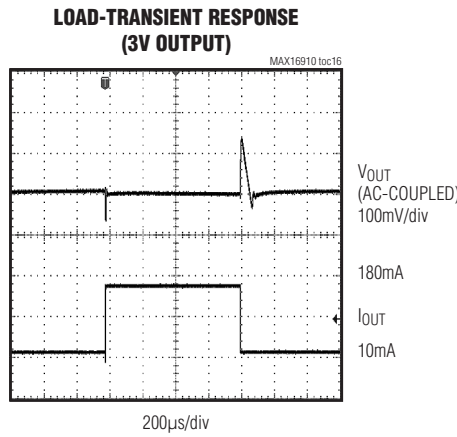 LOAD-TRANSIENT RESPONSE
(3V OUTPUT)
MAX16910 toc16
VOUT
(AC-COUPLED)
100mV/div
180mA
IOUT
10mA
200µs/div